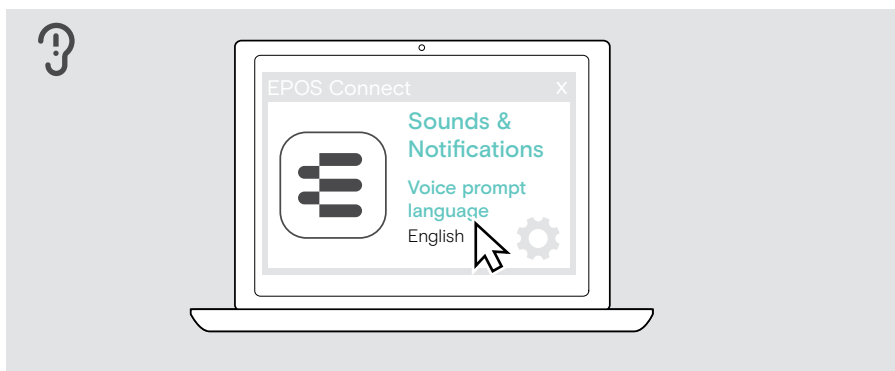 EPOS Connect X
Sounds &
Notifications
Voice prompt
language
English